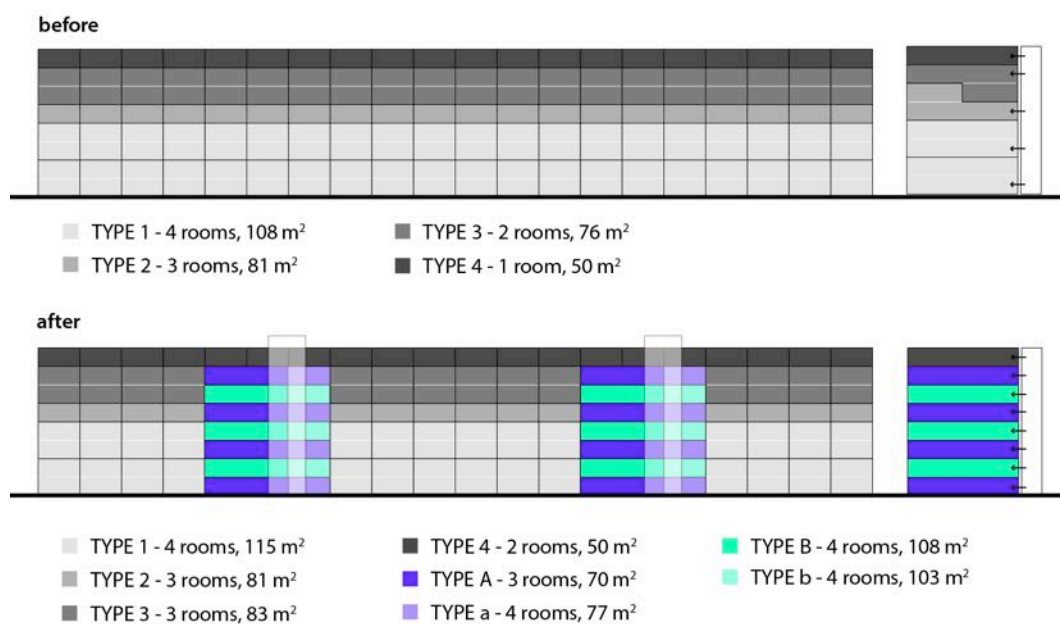 before
TYPE 1 - 4 rooms, 108 m²
TYPE 3 - 2 rooms, 76 m²
TYPE 2 - 3 rooms, 81 m²
TYPE 4 - 1 room, 50 m²
after
TYPE 1 - 4 rooms, 115 m²
TYPE 4 - 2 rooms, 50 m²
TYPE B - 4 rooms, 108 m²
TYPE 2 - 3 rooms, 81 m²
TYPE A - 3 rooms, 70 m²
TYPE b - 4 rooms, 103 m²
TYPE 3 - 3 rooms, 83 m²
TYPE a - 4 rooms, 77 m²